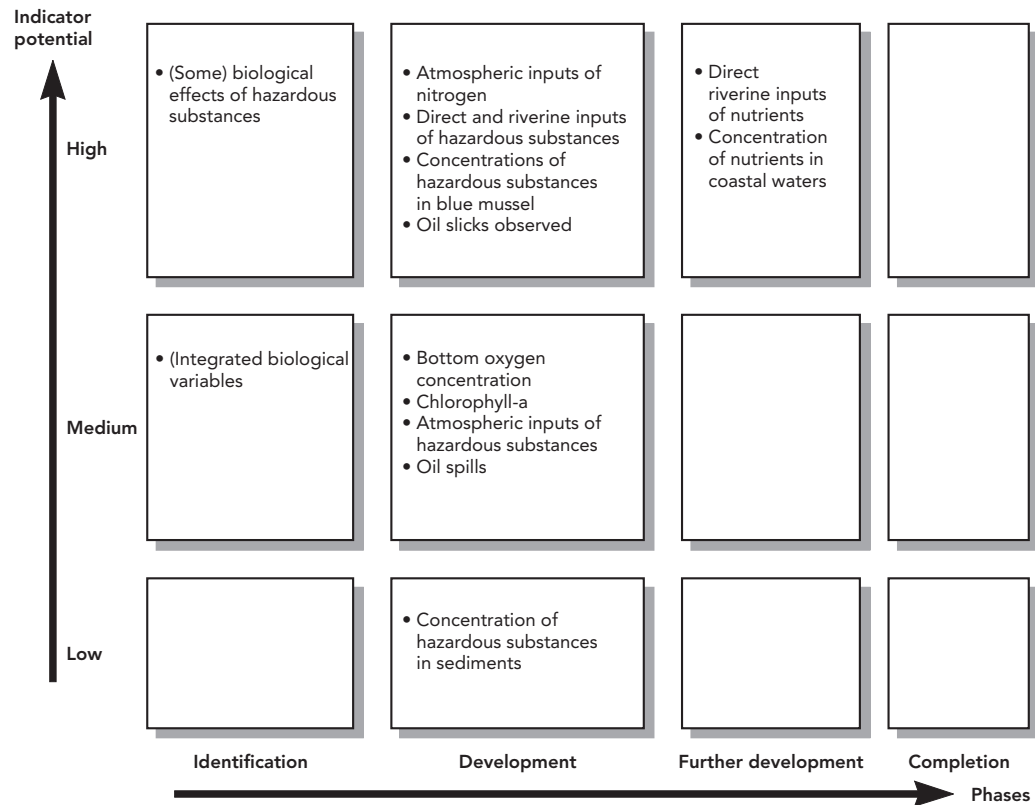 Indicator
potential
• (Some) biological
effects of hazardous
substances
• Atmospheric inputs of
nitrogen
• Direct and riverine inputs
of hazardous substances
• Concentrations of
hazardous substances
in blue mussel
• Oil slicks observed
• Direct
riverine inputs
of nutrients
• Concentration
of nutrients in
coastal waters
High
• (Integrated biological
variables
• Bottom oxygen
concentration
• Chlorophyll-a
• Atmospheric inputs of
hazardous substances
• Oil spills
Medium
• Concentration of
hazardous substances
in sediments
Low
Identification
Development
Further development
Completion
Phases